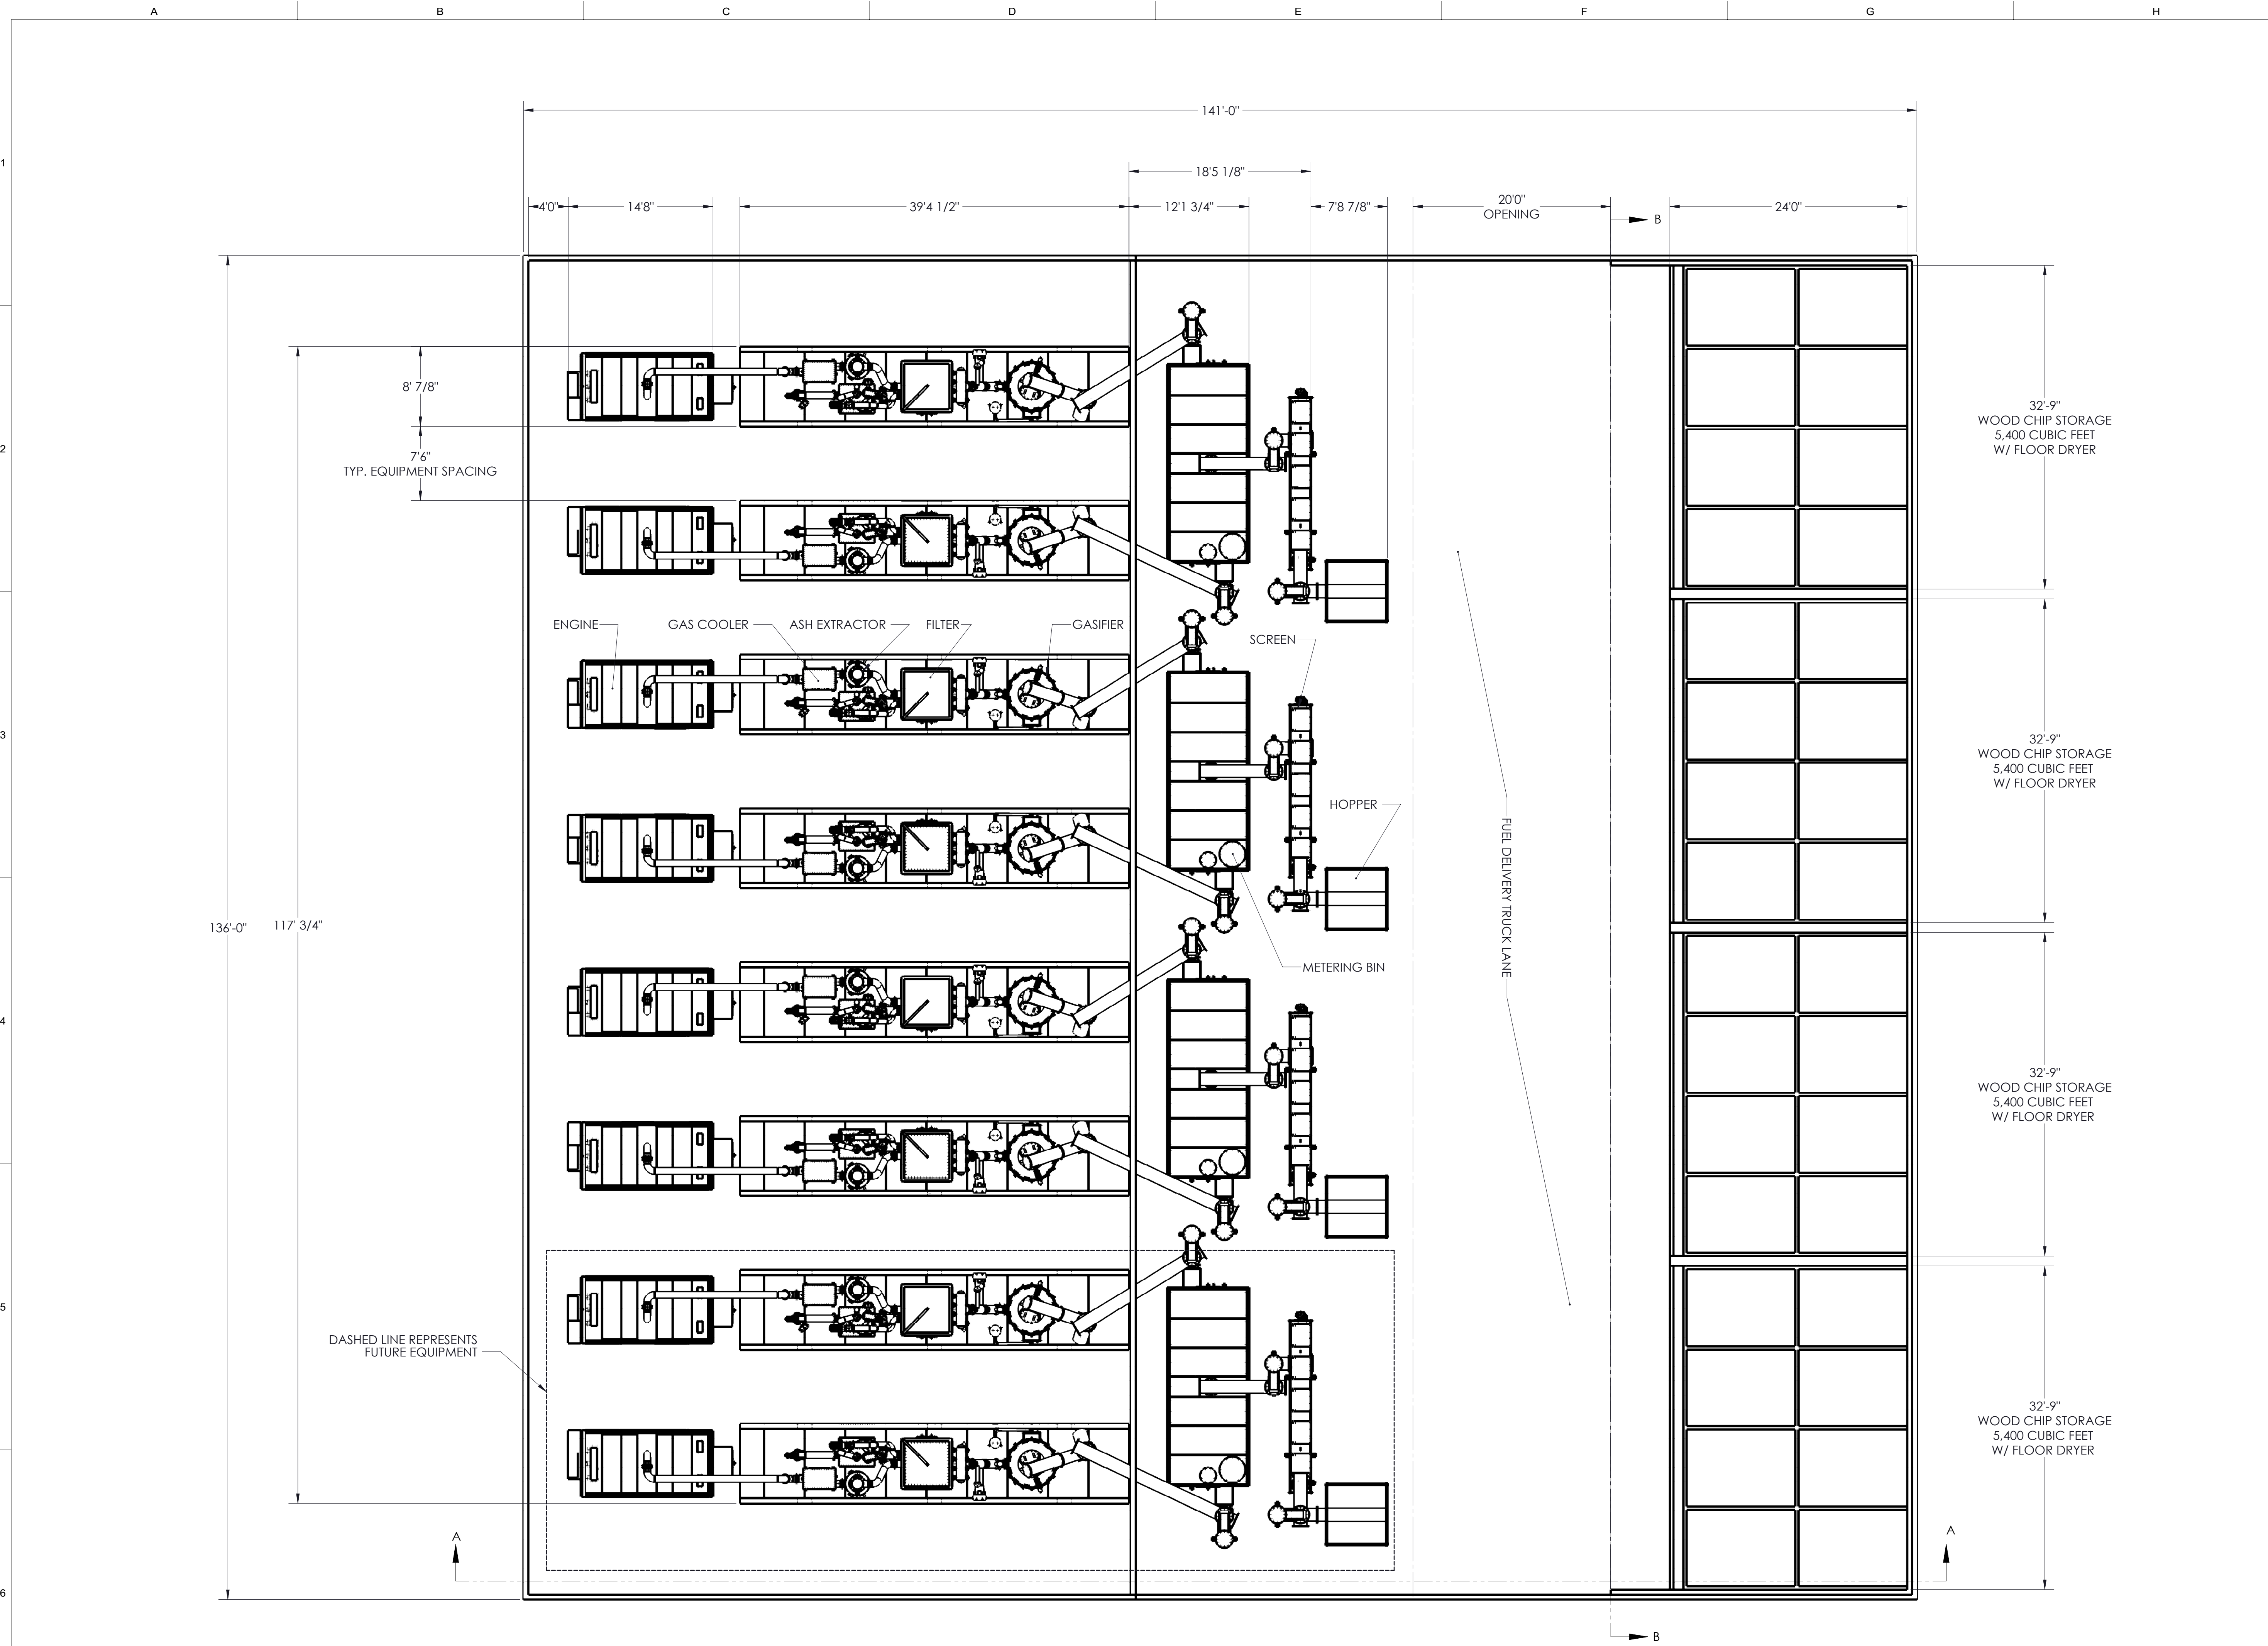 A
B
C
D
E
F
G
H
1
2
3
4
5
6
141'-0"
18'5 1/8"
4'0"
14'8"
39'4 1/2"
12'1 3/4"
7'8 7/8"
20'0"
OPENING
B
24'0"
8' 7/8"
7'6"
TYP. EQUIPMENT SPACING
32'-9"
WOOD CHIP STORAGE
5,400 CUBIC FEET
W/ FLOOR DRYER
ENGINE
GAS COOLER
ASH EXTRACTOR
FILTER
GASIFIER
SCREEN
32'-9"
WOOD CHIP STORAGE
5,400 CUBIC FEET
W/ FLOOR DRYER
HOPPER
FUEL DELIVERY TRUCK LANE
136'-0"
117' 3/4"
METERING BIN
32'-9"
WOOD CHIP STORAGE
5,400 CUBIC FEET
W/ FLOOR DRYER
DASHED LINE REPRESENTS
FUTURE EQUIPMENT
32'-9"
WOOD CHIP STORAGE
5,400 CUBIC FEET
W/ FLOOR DRYER
A
A
B